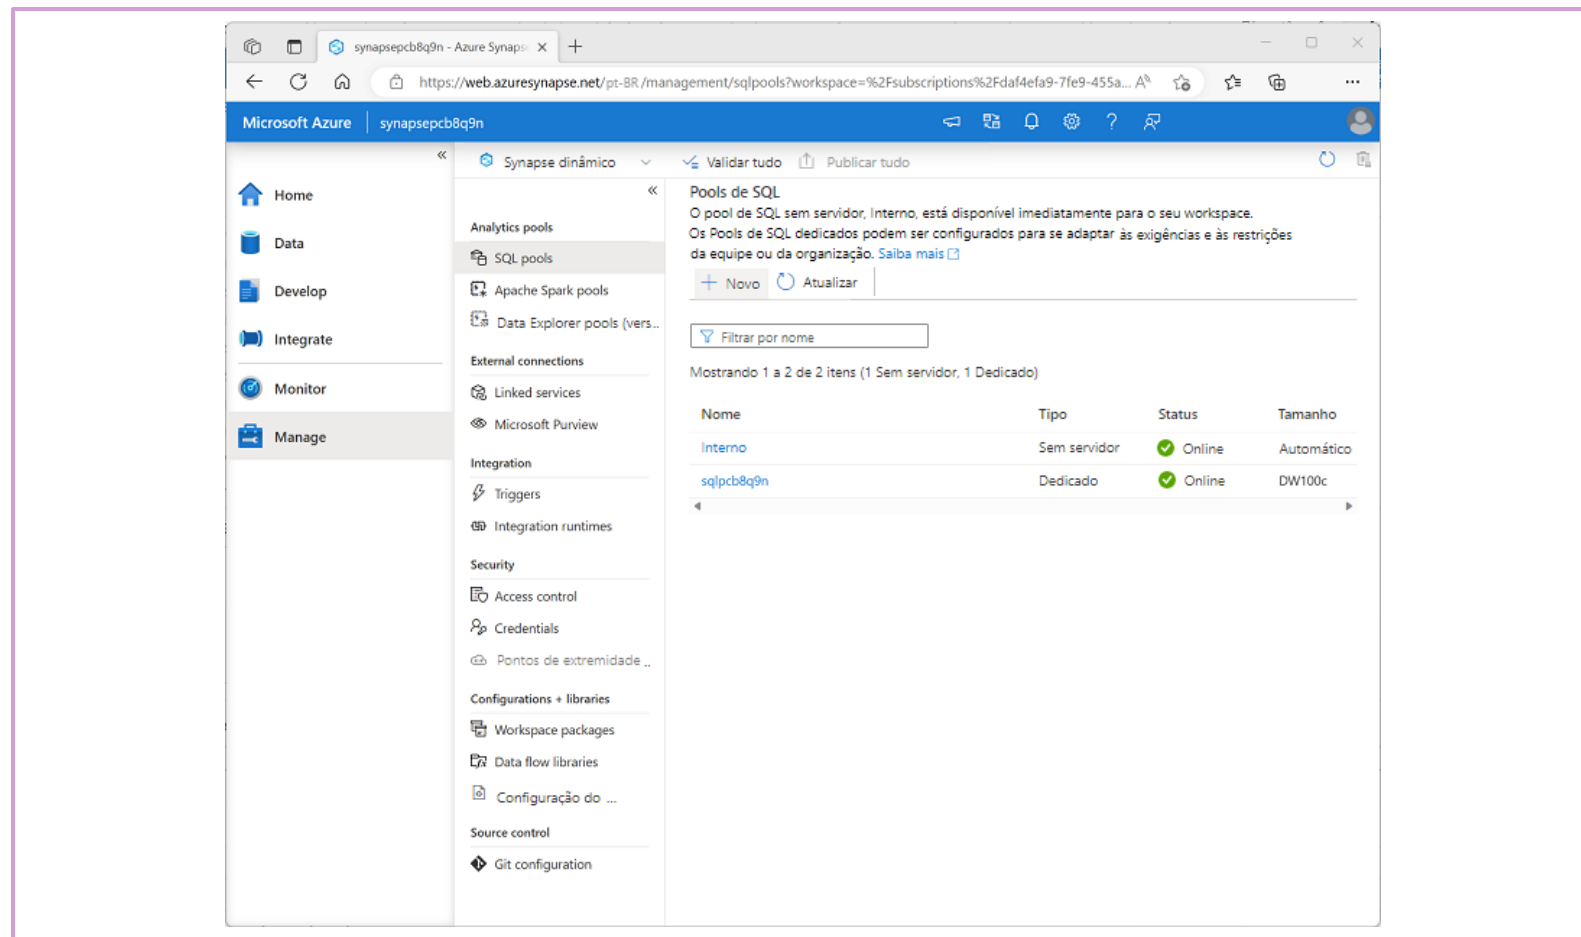 synapsepcb8q9n - Azure Synaps
https://web.azuresynapse.net/pt-BR/management/sqlpools?workspace=%2Fsubscriptions%2Fdaf4efa9-7fe9-455a...
Microsoft Azure synapsepcb8q9n
Home
Data
Develop
Integrate
Monitor
Manage
Synapse dinâmico
Validar tudo
Publicar tudo
Analytics pools
SQL pools
Apache Spark pools
Data Explorer pools (vers...
External connections
Linked services
Microsoft Purview
Integration
Triggers
Integration runtimes
Security
Access control
Credentials
Pontos de extremidade ..
Configurations + libraries
Workspace packages
Data flow libraries
Configuração do ...
Source control
Git configuration
Pools de SQL
O pool de SQL sem servidor, Interno, está disponível imediatamente para o seu workspace.
Os Pools de SQL dedicados podem ser configurados para se adaptar às exigências e às restrições
da equipe ou da organização. Saiba mais
Novo Atualizar
Filtrar por nome
Mostrando 1 a 2 de 2 itens (1 Sem servidor, 1 Dedicado)
Nome Tipo Status Tamanho
Interno Sem servidor Online Automático
sqlpcb8q9n Dedicado Online DW100c